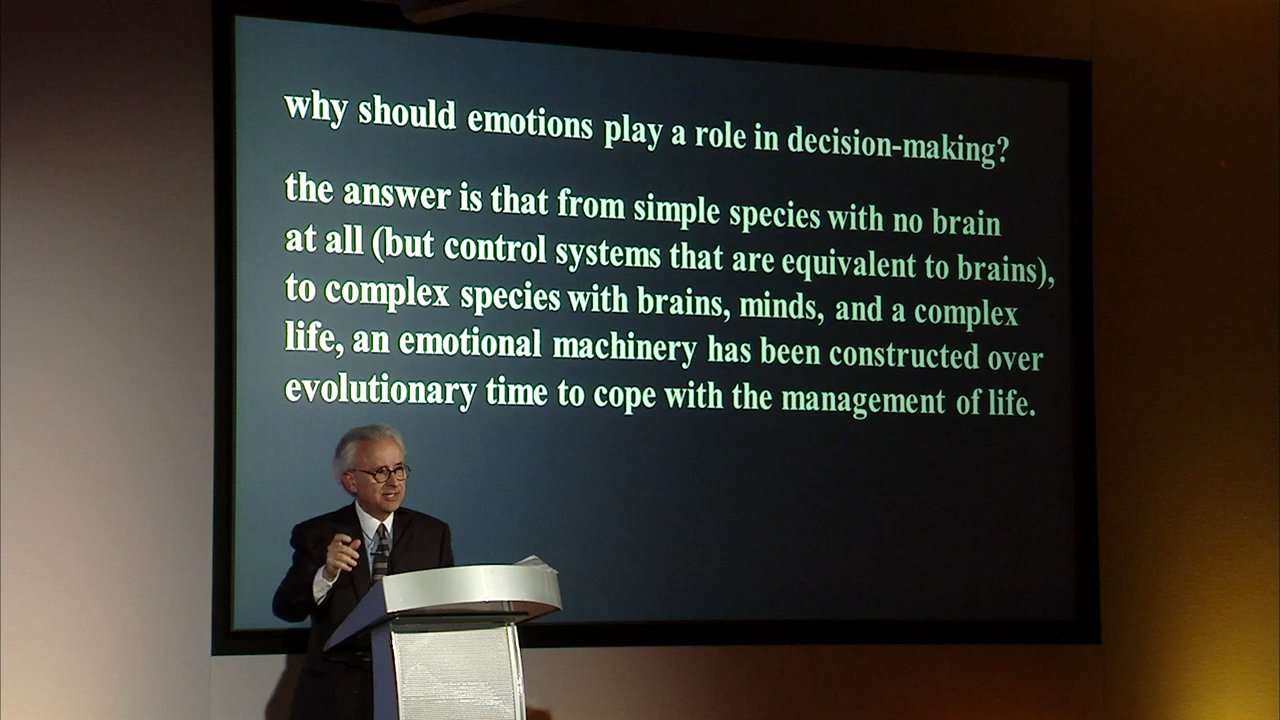 why should emotions play a role in decision-making?
the answer is that from simple species with no brain
at all (but control systems that are equivalent to brains),
to complex species with brains, minds, and a complex
life, an emotional machinery has been constructed over
evolutionary time to cope with the management of life.